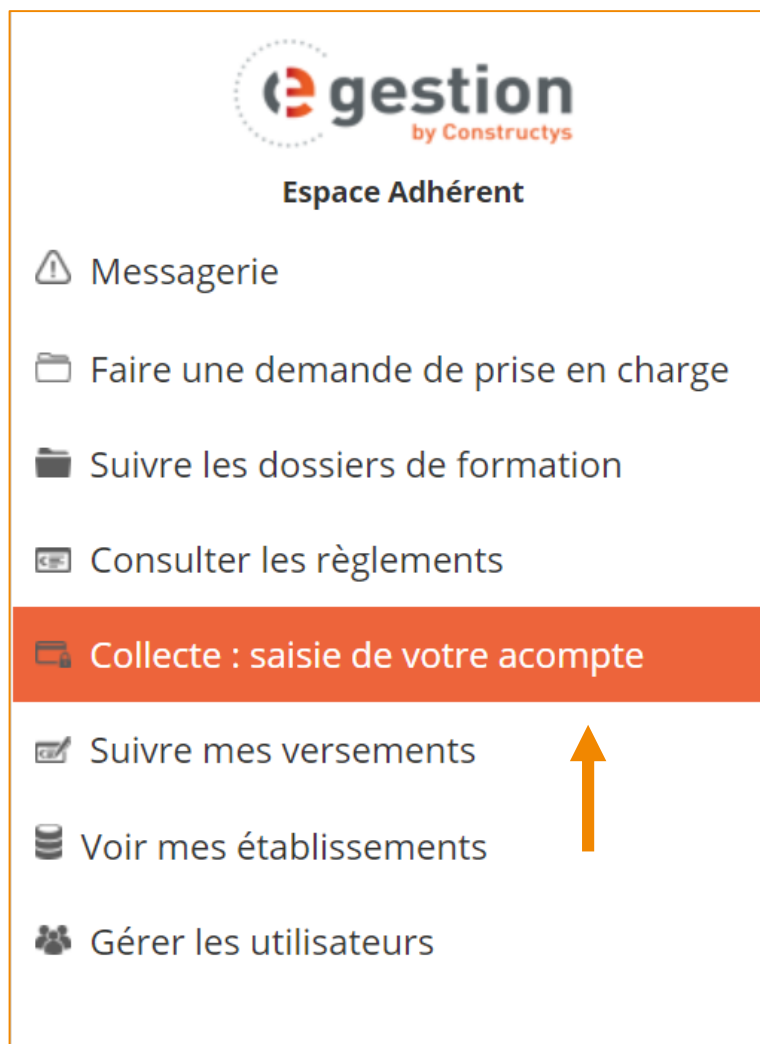 e gestion
by Constructys
Espace Adhérent
Messagerie
Faire une demande de prise en charge
Suivre les dossiers de formation
Consulter les règlements
Collecte : saisie de votre acompte
Suivre mes versements
Voir mes établissements
Gérer les utilisateurs